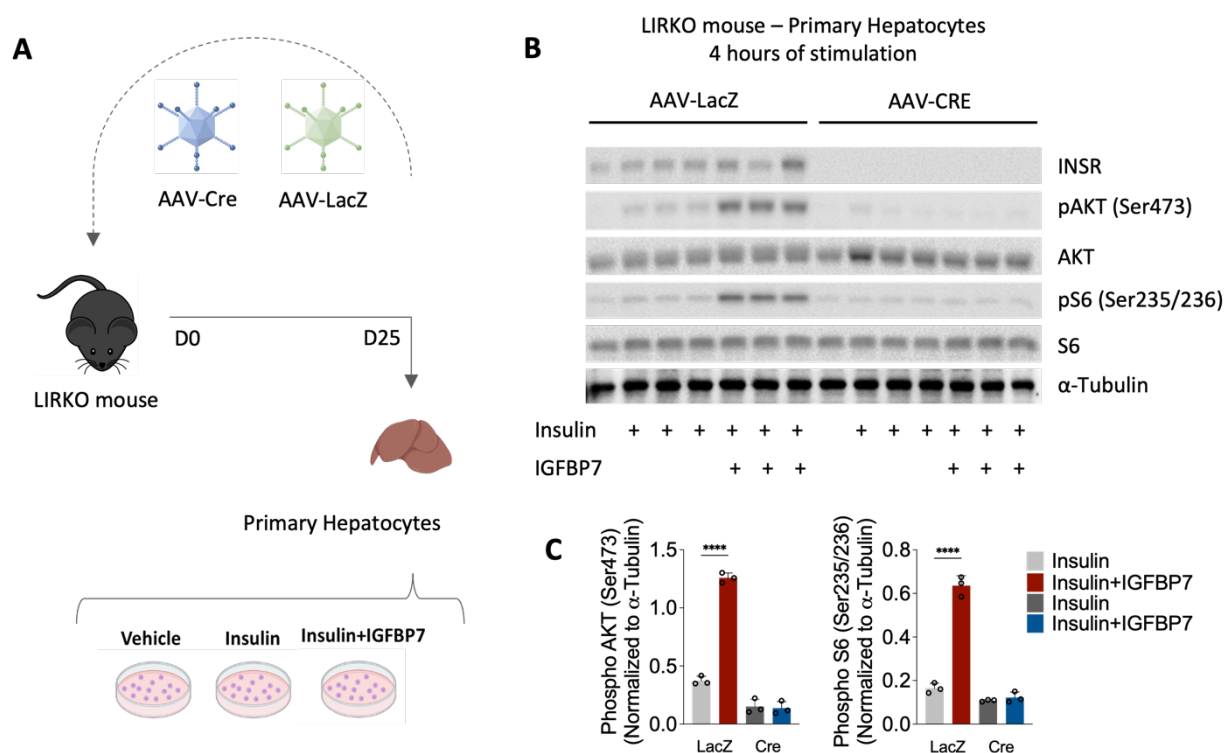 A
AAV-Cre
AAV-LacZ
LIRKO mouse
D0
D25
Primary Hepatocytes
Vehicle
Insulin
Insulin+IGFBP7
B
LIRKO mouse – Primary Hepatocytes
4 hours of stimulation
AAV-LacZ
AAV-CRE
INSR
pAKT (Ser473)
AKT
pS6 (Ser235/236)
S6
α-Tubulin
Insulin + + + + + + + + + + + +
IGFBP7 + + + + + +
C
Phospho AKT (Ser473)
(Normalized to α-Tubulin)
1.5
1.0
0.5
0.0
****
LacZ
Cre
Phospho S6 (Ser235/236)
(Normalized to α-Tubulin)
0.8
0.6
0.4
0.2
0.0
****
LacZ
Cre
Insulin
Insulin+IGFBP7
Insulin
Insulin+IGFBP7